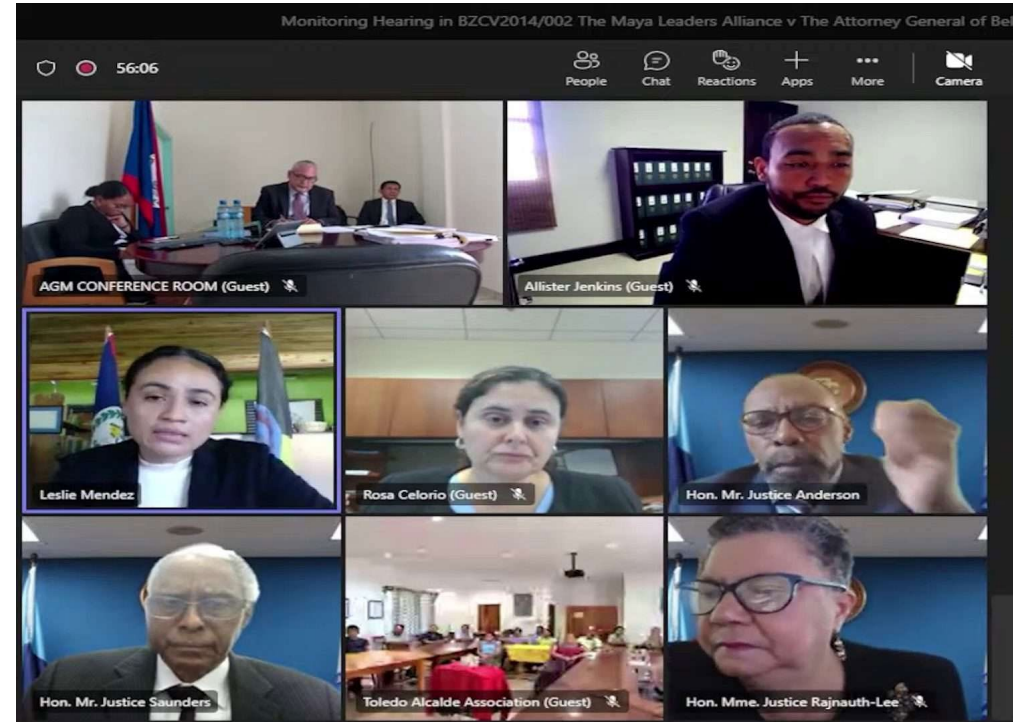 Monitoring Hearing in BZCV2014/002 The Maya Leaders Alliance v The Attorney General of Bel
56:06
People
Chat
Reactions
Apps
More
Camera
AGM CONFERENCE ROOM (Guest)
Allister Jenkins (Guest)
Leslie Mendez
Rosa Celorio (Guest)
Hon. Mr. Justice Anderson
Hon. Mr. Justice Saunders
Toledo Alcalde Association (Guest)
Hon. Mme. Justice Rajnauth-Lee